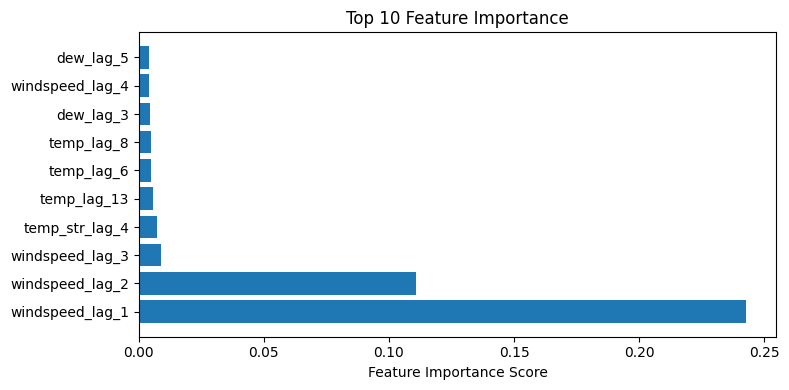 Top 10 Feature Importance
dew_lag_5
windspeed_lag_4
dew_lag_3
temp_lag_8
temp_lag_6
temp_lag_13
temp_str_lag_4
windspeed_lag_3
windspeed_lag_2
windspeed_lag_1
0.00 0.05 0.10 0.15 0.20 0.25
Feature Importance Score